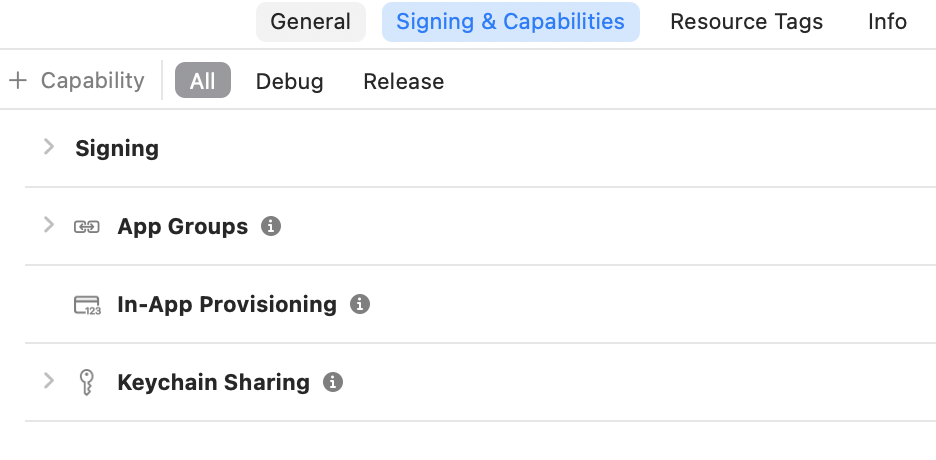 General Signing & Capabilities Resource Tags Info
+ Capability All Debug Release
Signing
App Groups
123 In-App Provisioning
Keychain Sharing